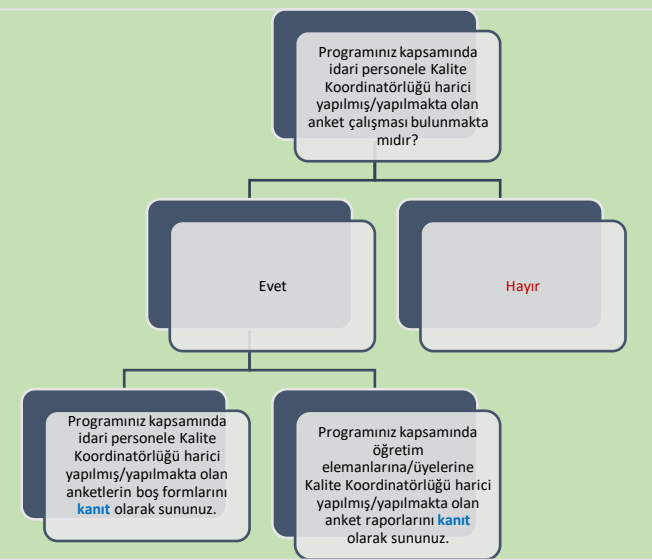 Programınız kapsamında
idari personele Kalite
Koordinatörlüğü harici
yapılmış/yapılmakta olan
anket çalışması bulunmakta
mıdır?
Evet
Hayır
Programınız kapsamında
idari personele Kalite
Koordinatörlüğü harici
yapılmış/yapılmakta olan
anketlerin boş formlarını
kanıt olarak sununuz.
Programınız kapsamında
öğretim
elemanlarına/üyelerine
Kalite Koordinatörlüğü harici
yapılmış/yapılmakta olan
anket raporlarını kanıt
olarak sununuz.